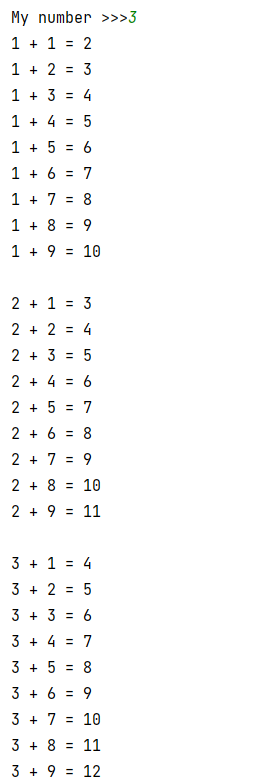 My number >>>3
1 + 1 = 2
1 + 2 = 3
1 + 3 = 4
1 + 4 = 5
1 + 5 = 6
1 + 6 = 7
1 + 7 = 8
1 + 8 = 9
1 + 9 = 10

2 + 1 = 3
2 + 2 = 4
2 + 3 = 5
2 + 4 = 6
2 + 5 = 7
2 + 6 = 8
2 + 7 = 9
2 + 8 = 10
2 + 9 = 11

3 + 1 = 4
3 + 2 = 5
3 + 3 = 6
3 + 4 = 7
3 + 5 = 8
3 + 6 = 9
3 + 7 = 10
3 + 8 = 11
3 + 9 = 12